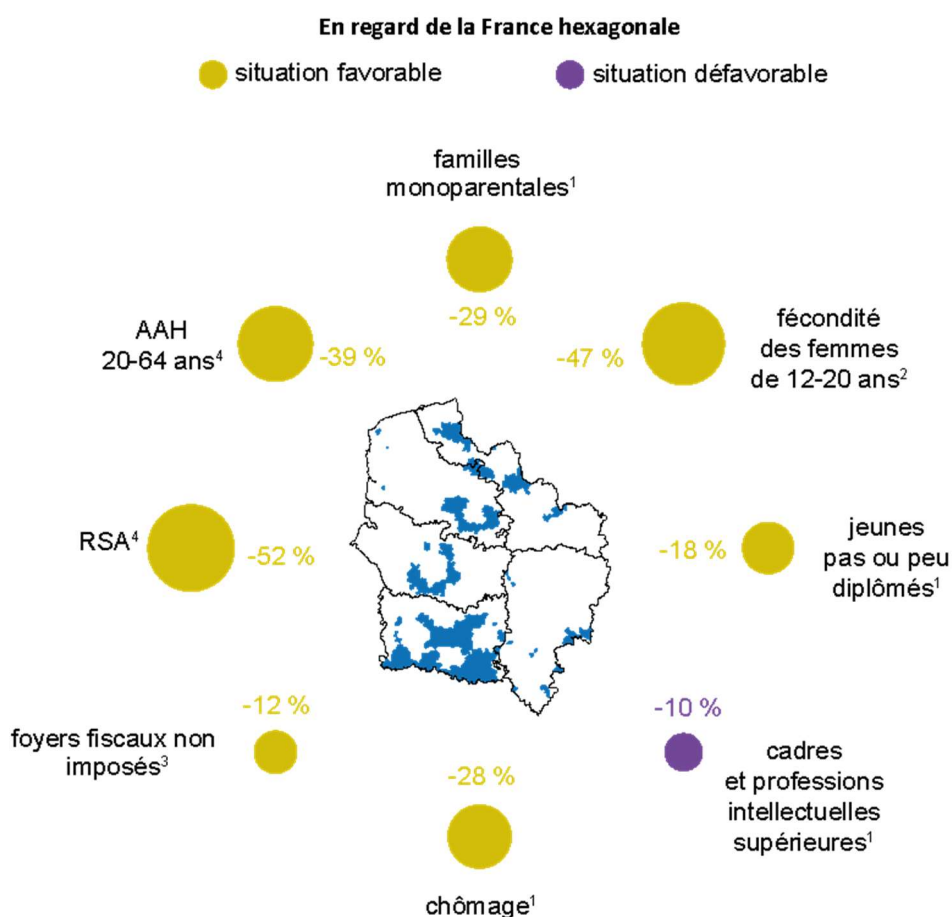 En regard de la France hexagonale
situation favorable
situation défavorable
familles
monoparentales¹
-29 %
AAH
20-64 ans⁴
-39 %
-47 %
fécondité
des femmes
de 12-20 ans²
RSA⁴
-52 %
-18 %
jeunes
pas ou peu
diplômés¹
-12 %
foyers fiscaux non
imposés³
-28 %
chômage¹
-10 %
cadres
et professions
intellectuelles
supérieures¹